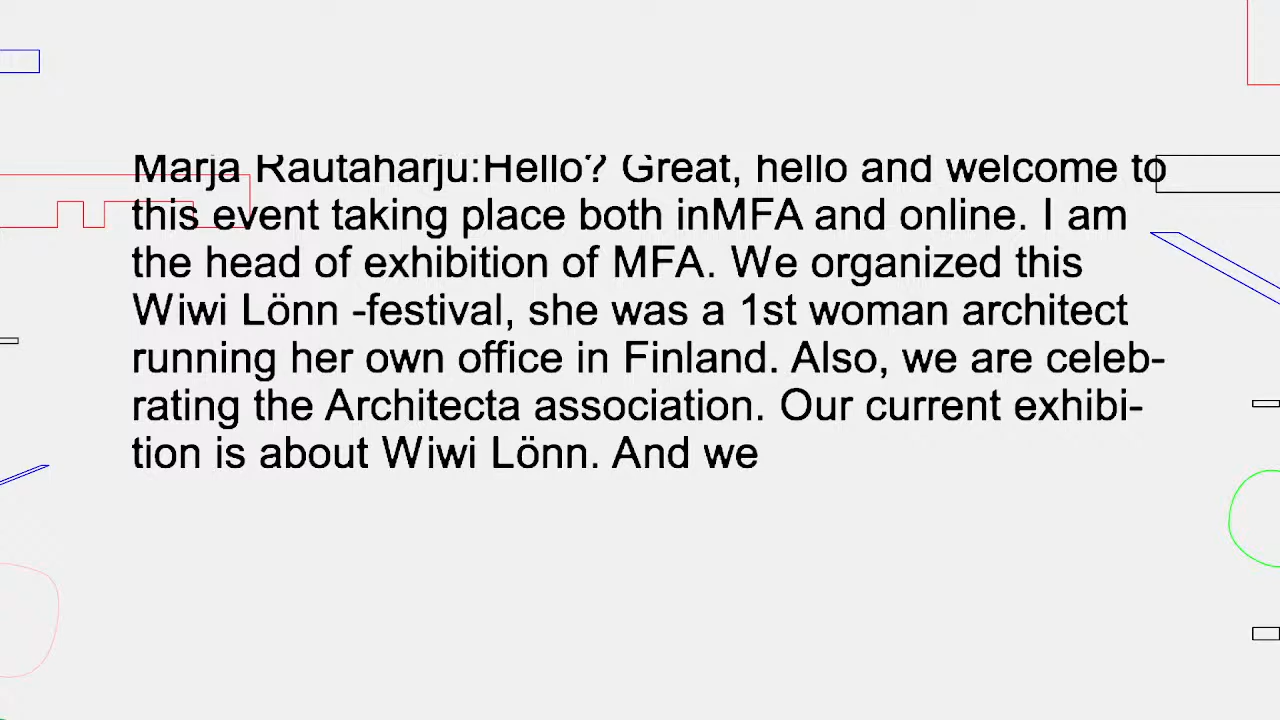 Marja Rautaharju:Hello? Great, hello and welcome to
this event taking place both inMFA and online. I am
the head of exhibition of MFA. We organized this
Wiwi Lönn -festival, she was a 1st woman architect
running her own office in Finland. Also, we are celeb-
rating the Architecta association. Our current exhibi-
tion is about Wiwi Lönn. And we